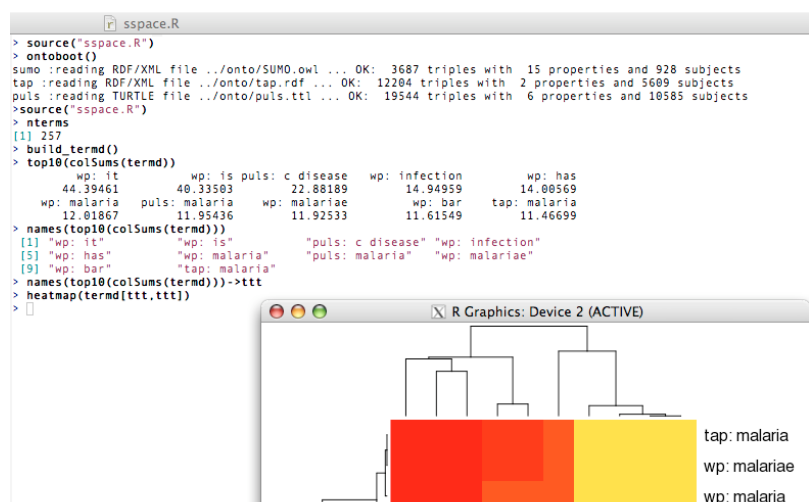 sspace.R
> source("sspace.R")
> ontoboot()
sumo :reading RDF/XML file ../onto/SUMO.owl ... OK:  3687 triples with  15 properties and 928 subjects
tap :reading RDF/XML file ../onto/tap.rdf ... OK:  12204 triples with  2 properties and 5609 subjects
puls :reading TURTLE file ../onto/puls.ttl ... OK:  19544 triples with  6 properties and 10585 subjects
>source("sspace.R")
> nterms
[1] 257
> build_termd()
> top10(colSums(termd))
wp: it wp: is puls: c disease wp: infection wp: has
44.39461 40.33503 22.88189 14.94959 14.00569
wp: malaria puls: malaria wp: malariae wp: bar tap: malaria
12.01867 11.95436 11.92533 11.61549 11.46699
> names(top10(colSums(termd)))
[1] "wp: it" "wp: is" "puls: c disease" "wp: infection"
[5] "wp: has" "wp: malaria" "puls: malaria" "wp: malariae"
[9] "wp: bar" "tap: malaria"
> names(top10(colSums(termd)))->ttt
> heatmap(termd[ttt,ttt])
>
R Graphics: Device 2 (ACTIVE)
tap: malaria
wp: malariae
wp: malaria